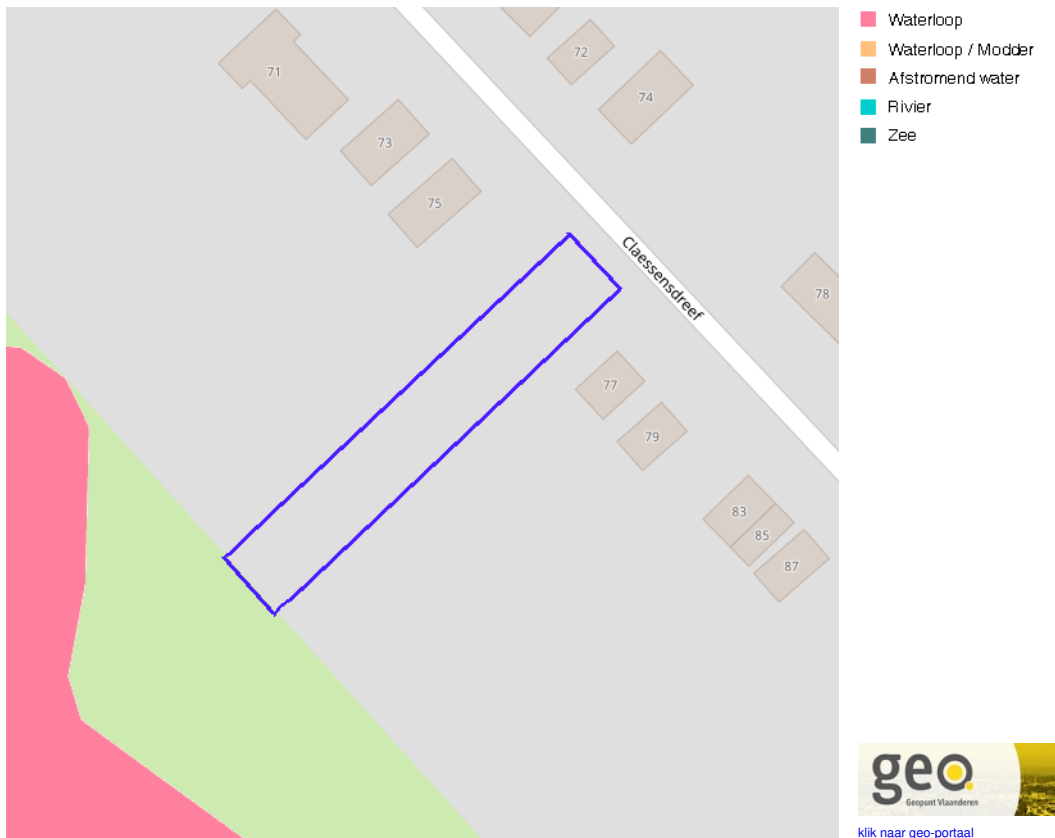 Waterloop
Waterloop / Modder
Afstromend water
Rivier
Zee
71
72
74
73
75
Claessensdreef
78
77
79
83
85
87
geo.
Geopunt Vlaanderen
klik naar geo-portaal